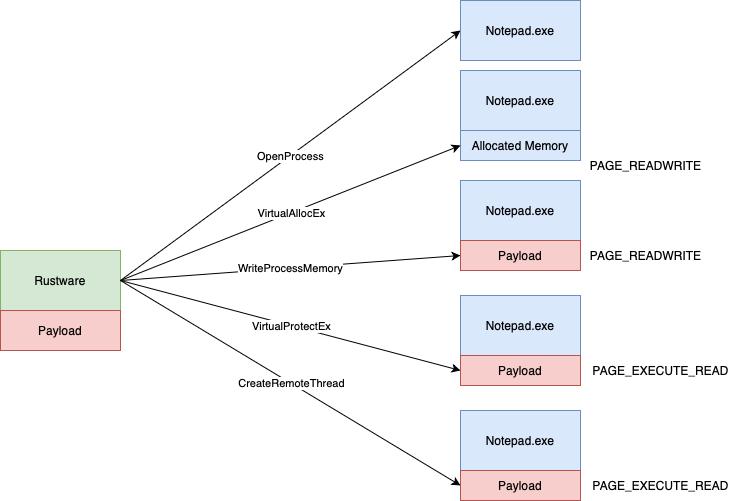 Notepad.exe
Notepad.exe
OpenProcess
Allocated Memory
PAGE_READWRITE
VirtualAllocEx
Notepad.exe
WriteProcessMemory
Payload
PAGE_READWRITE
Rustware
Payload
VirtualProtectEx
Notepad.exe
Payload
PAGE_EXECUTE_READ
CreateRemoteThread
Notepad.exe
Payload
PAGE_EXECUTE_READ